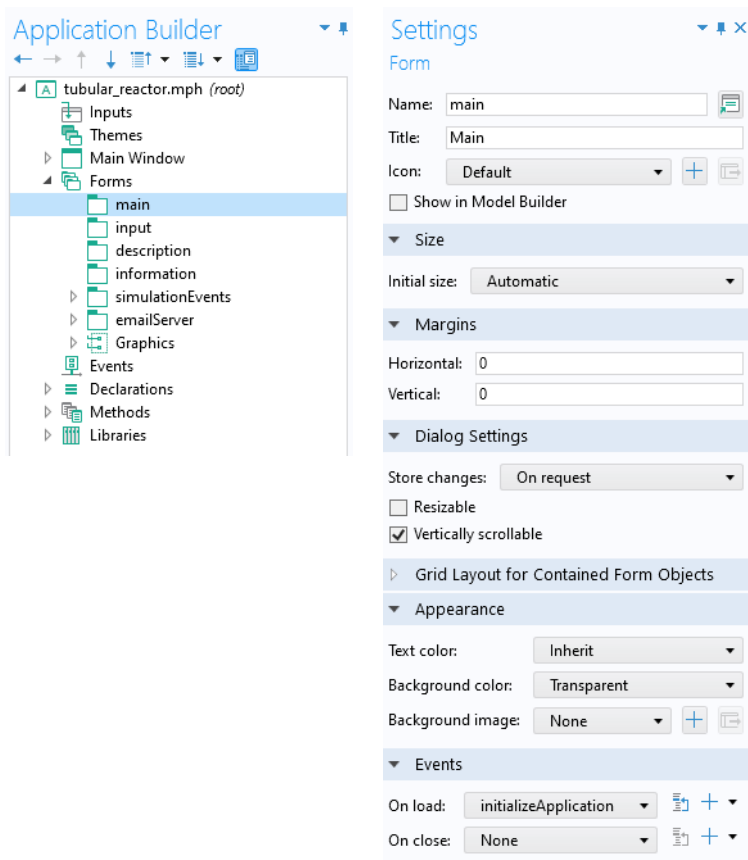 Application Builder
tubular_reactor.mph (root)
Inputs
Themes
Main Window
Forms
main
input
description
information
simulationEvents
emailServer
Graphics
Events
Declarations
Methods
Libraries
Settings
Form
Name: main
Title: Main
Icon: Default
Show in Model Builder
Size
Initial size: Automatic
Margins
Horizontal: 0
Vertical: 0
Dialog Settings
Store changes: On request
Resizable
Vertically scrollable
Grid Layout for Contained Form Objects
Appearance
Text color: Inherit
Background color: Transparent
Background image: None
Events
On load: initializeApplication
On close: None